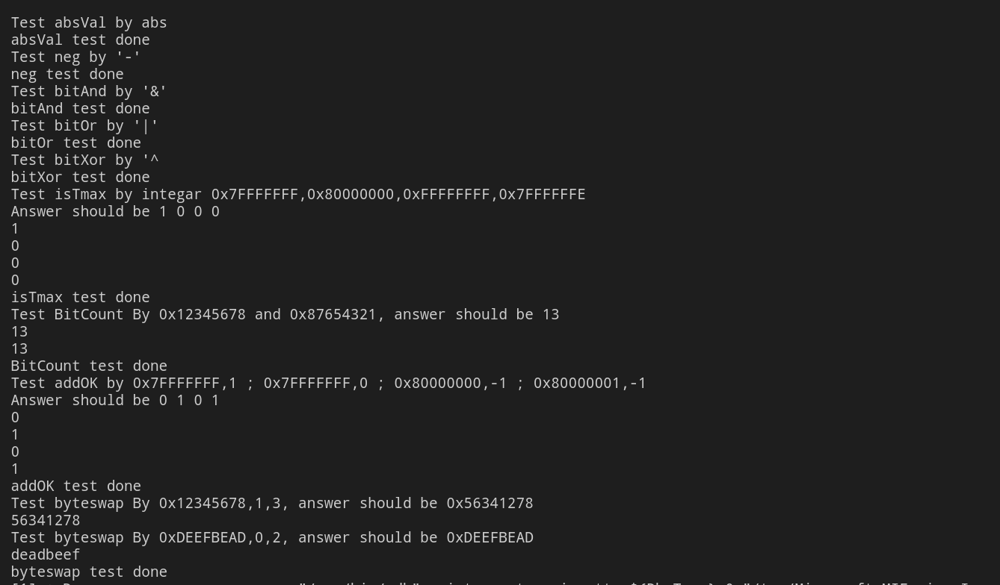 Test absVal by abs
absVal test done
Test neg by '-'
neg test done
Test bitAnd by '&'
bitAnd test done
Test bitOr by '|'
bitOr test done
Test bitXor by '^
bitXor test done
Test isTmax by integar 0x7FFFFFFF,0x80000000,0xFFFFFFFF,0x7FFFFFFE
Answer should be 1 0 0 0
1
0
0
0
isTmax test done
Test BitCount By 0x12345678 and 0x87654321, answer should be 13
13
13
BitCount test done
Test addOK by 0x7FFFFFFF,1 ; 0x7FFFFFFF,0 ; 0x80000000,-1 ; 0x80000001,-1
Answer should be 0 1 0 1
0
1
0
1
addOK test done
Test byteswap By 0x12345678,1,3, answer should be 0x56341278
56341278
Test byteswap By 0xDEEFBEAD,0,2, answer should be 0xDEEFBEAD
deadbeef
byteswap test done